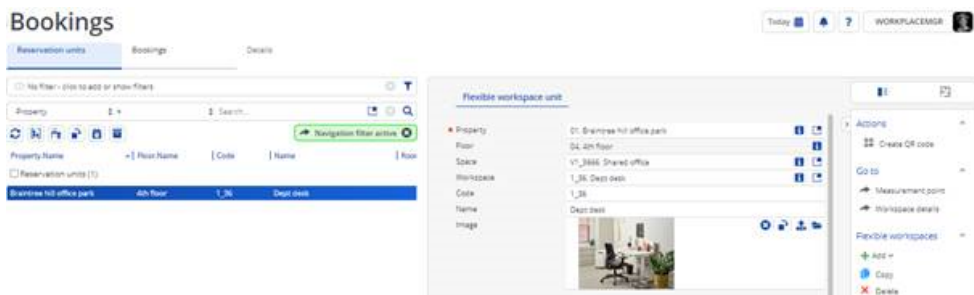 Bookings
Today
?
WORKPLACEMGR
Reservation units
Bookings
Details
No filter - click to add or show filters
Property
Search...
Navigation filter active
Property Name
Floor Name
Code
Name
Reservation units (1)
Braintree hill office park
4th floor
1_36
Dept desk
Flexible workspace unit
Property
01, Braintree hill office park
Floor
04, 4th floor
Space
Shared office
Workspace
1_36, Dept desk
Code
1_36
Name
Dept desk
Image
Actions
Create QR code
Go to
Measurement point
Workspace details
Flexible workspaces
Add
Copy
Delete